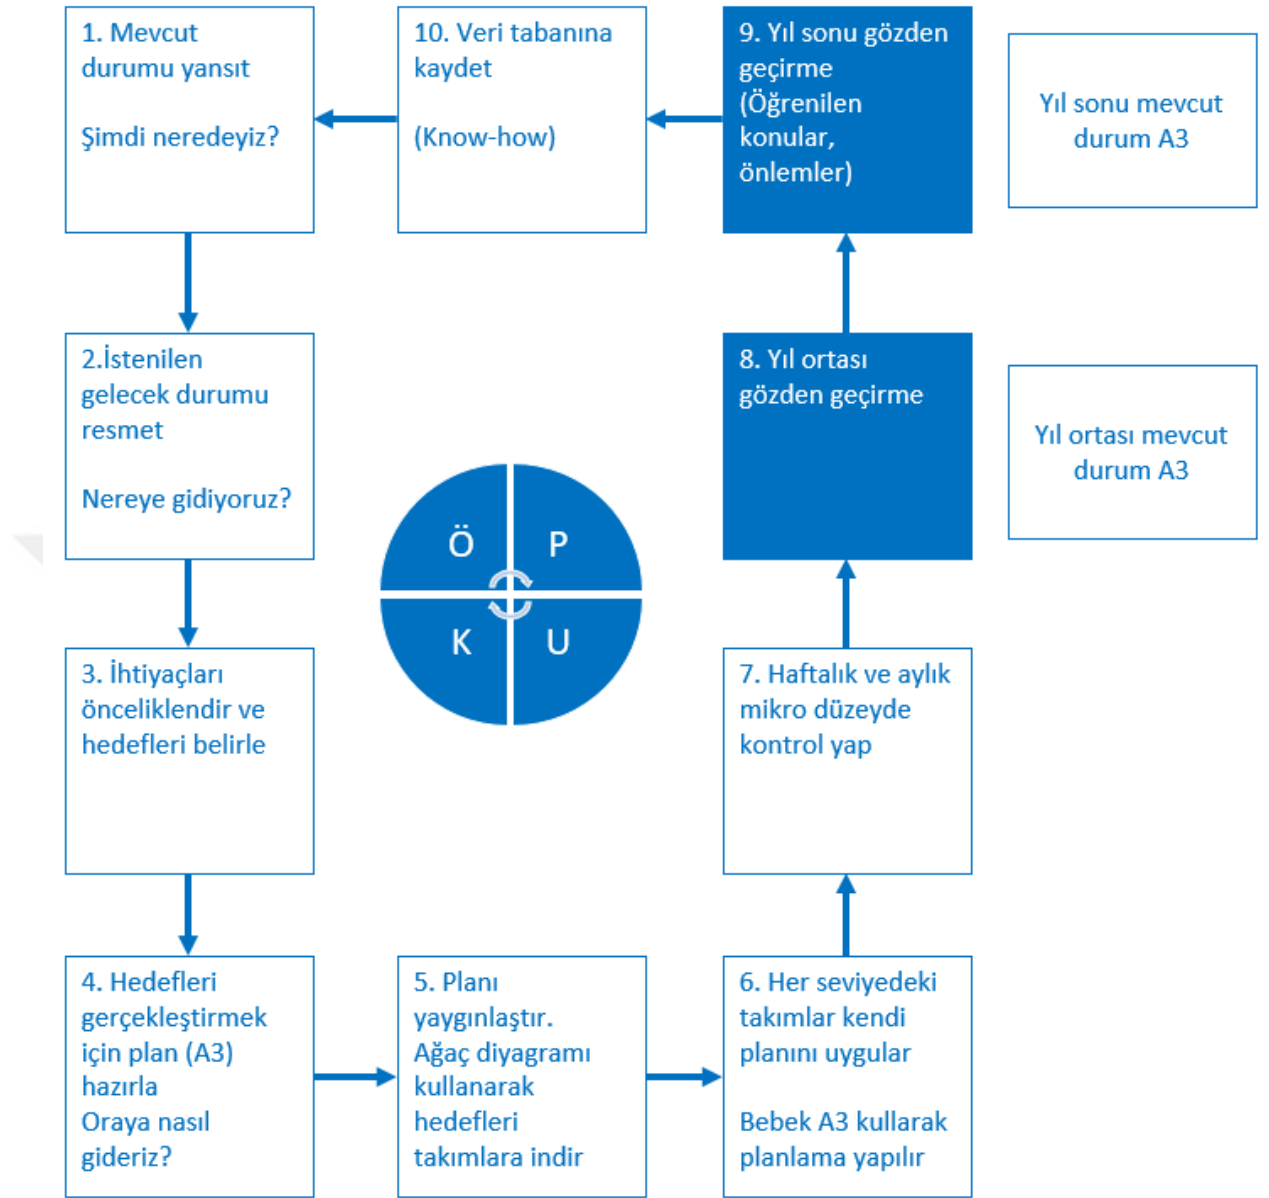 1. Mevcut
durumu yansıt
Şimdi neredeyiz?
10. Veri tabanına
kaydet
(Know-how)
9. Yıl sonu gözden
geçirme
(Öğrenilen
konular,
önlemler)
Yıl sonu mevcut
durum A3
2.İstenilen
gelecek durumu
resmet
Nereye gidiyoruz?
8. Yıl ortası
gözden geçirme
Yıl ortası mevcut
durum A3
Ö P
K U
3. İhtiyaçları
önceliklendir ve
hedefleri belirle
7. Haftalık ve aylık
mikro düzeyde
kontrol yap
4. Hedefleri
gerçekleştirmek
için plan (A3)
hazırla
Oraya nasıl
gideriz?
5. Planı
yaygınlaştır.
Ağaç diyagramı
kullanarak
hedefleri
takımlara indir
6. Her seviyedeki
takımlar kendi
planını uygular
Bebek A3 kullarak
planlama yapılır